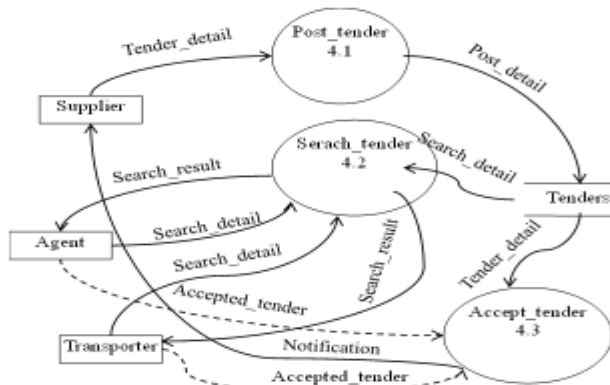 Post_tender
4.1
Tender_detail
Post_detail
Supplier
Serach_tender
4.2
Search_detail
Search_result
Tenders
Search_detail
Agent
Search_detail
Search_result
Tender_detail
Accepted_tender
Accept_tender
4.3
Transporter
Notification
Accepted_tender